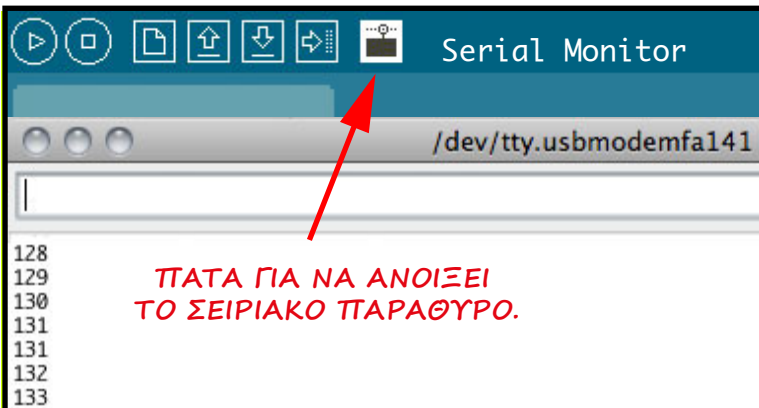 Serial Monitor
/dev/tty.usbmodemfa141
128
129
130
131
131
132
133
ΠΑΤΑ ΓΙΑ ΝΑ ΑΝΟΙΞΕΙ
ΤΟ ΣΕΙΡΙΑΚΟ ΠΑΡΑΘΥΡΟ.